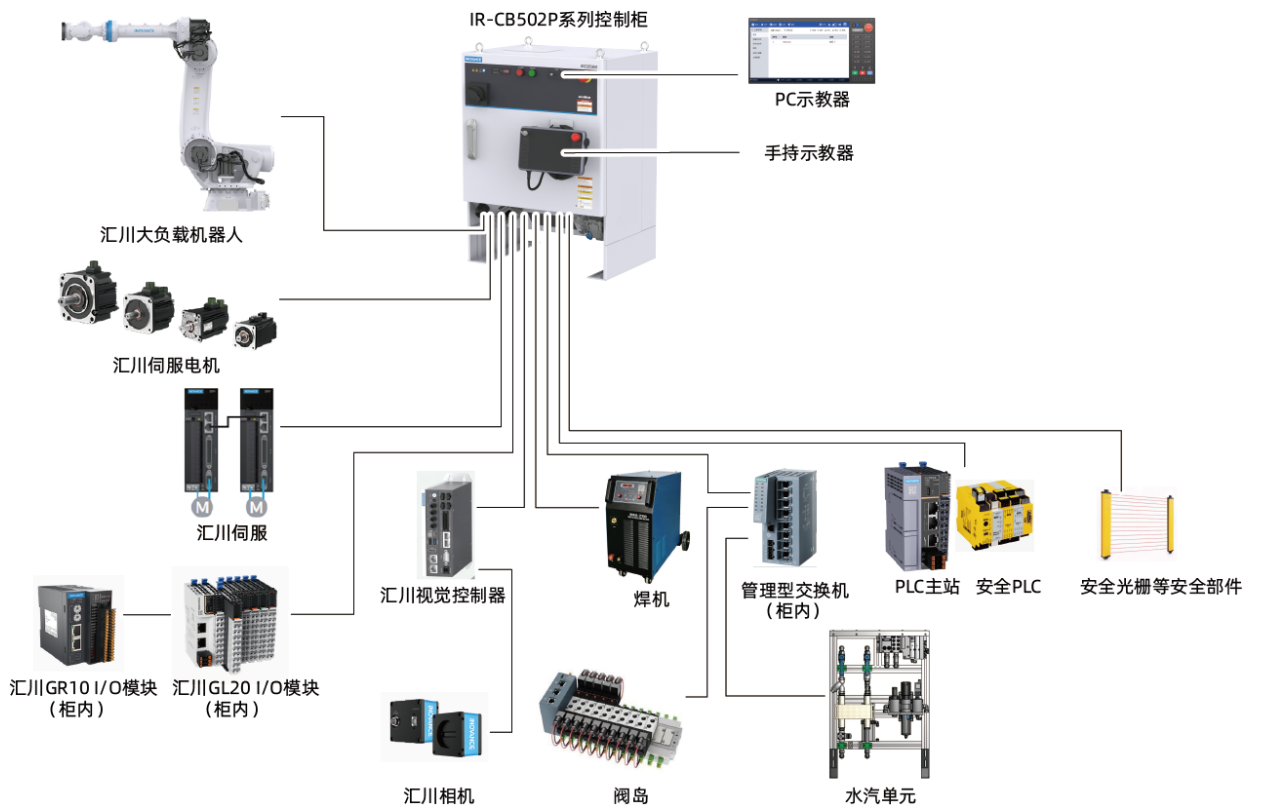 IR-CB502P系列控制柜
PC示教器
手持示教器
汇川大负载机器人
汇川伺服电机
M
M
汇川伺服
汇川视觉控制器
焊机
管理型交换机
（柜内）
PLC主站
安全PLC
安全光栅等安全部件
汇川GR10 I/O模块
（柜内）
汇川GL20 I/O模块
（柜内）
INOVANCE
INOVANCE
汇川相机
阀岛
水汽单元